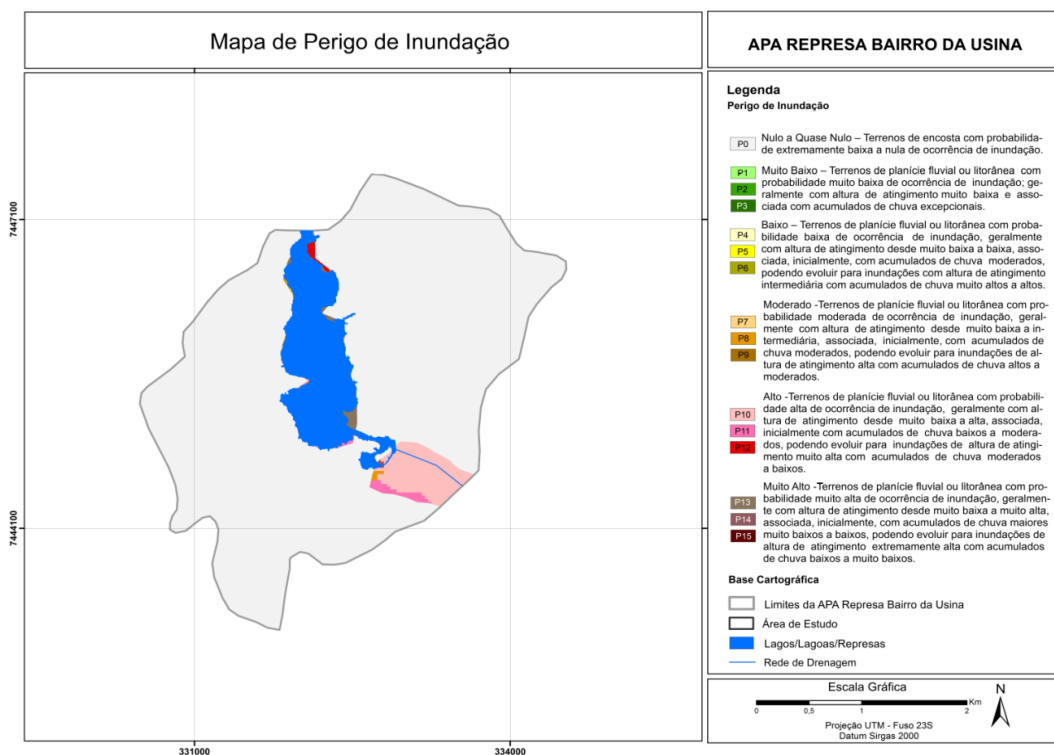 Mapa de Perigo de Inundação
7447100
7444100
331000
334000
APA REPRESA BAIRRO DA USINA
Legenda
Perigo de Inundação
P0
Nulo a Quase Nulo – Terrenos de encosta com probabilida-
de extremamente baixa a nula de ocorrência de inundação.
P1
P2
P3
Muito Baixo – Terrenos de planície fluvial ou litorânea com
probabilidade muito baixa de ocorrência de inundação; ge-
ralmente com altura de atingimento muito baixa e asso-
ciada com acumulados de chuva excepcionais.
P4
P5
P6
Baixo – Terrenos de planície fluvial ou litorânea com proba-
bilidade baixa de ocorrência de inundação, geralmente
com altura de atingimento desde muito baixa a baixa, asso-
ciada, inicialmente, com acumulados de chuva moderados,
podendo evoluir para inundações com altura de atingimento
intermediária com acumulados de chuva muito altos a altos.
P7
P8
P9
Moderado -Terrenos de planície fluvial ou litorânea com pro-
babilidade moderada de ocorrência de inundação, geral-
mente com altura de atingimento desde muito baixa a in-
termediária, associada, inicialmente, com acumulados de
chuva moderados, podendo evoluir para inundações de al-
tura de atingimento alta com acumulados de chuva altos a
moderados.
P10
P11
P12
Alto -Terrenos de planície fluvial ou litorânea com probabili-
dade alta de ocorrência de inundação, geralmente com al-
tura de atingimento desde muito baixa a alta, associada,
inicialmente com acumulados de chuva baixos a modera-
dos, podendo evoluir para inundações de altura de atingi-
mento muito alta com acumulados de chuva moderados
a baixos.
P13
P14
P15
Muito Alto -Terrenos de planície fluvial ou litorânea com pro-
babilidade muito alta de ocorrência de inundação, geralmen-
te com altura de atingimento desde muito baixa a muito alta,
associada, inicialmente, com acumulados de chuva maiores
muito baixos a baixos, podendo evoluir para inundações de
altura de atingimento extremamente alta com acumulados
de chuva baixos a muito baixos.
Base Cartográfica
Limites da APA Represa Bairro da Usina
Área de Estudo
Lagos/Lagoas/Represas
Rede de Drenagem
Escala Gráfica
Km
0 0,5 1 2
N
Projeção UTM - Fuso 23S
Datum Sirgas 2000